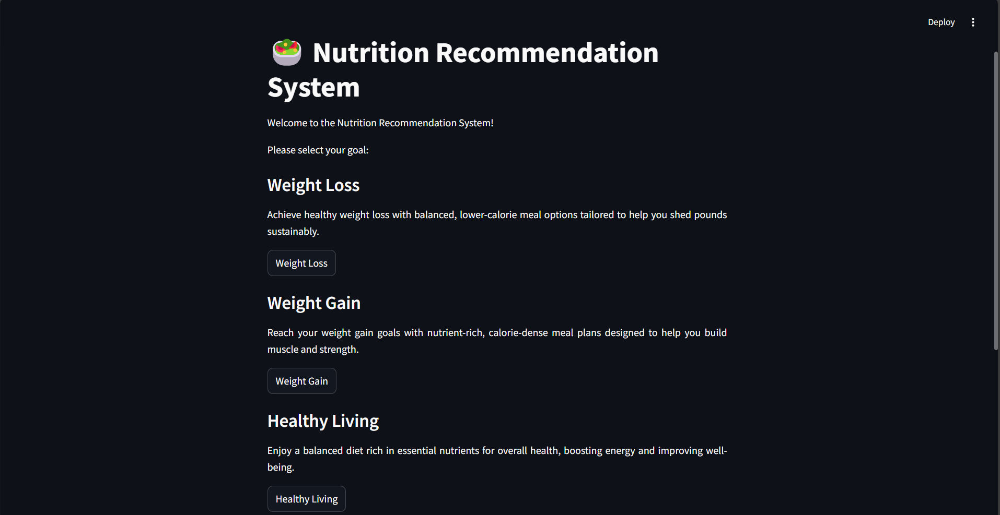 Deploy
Nutrition Recommendation
System
Welcome to the Nutrition Recommendation System!
Please select your goal:
Weight Loss
Achieve healthy weight loss with balanced, lower-calorie meal options tailored to help you shed pounds
sustainably.
Weight Loss
Weight Gain
Reach your weight gain goals with nutrient-rich, calorie-dense meal plans designed to help you build
muscle and strength.
Weight Gain
Healthy Living
Enjoy a balanced diet rich in essential nutrients for overall health, boosting energy and improving well-
being.
Healthy Living